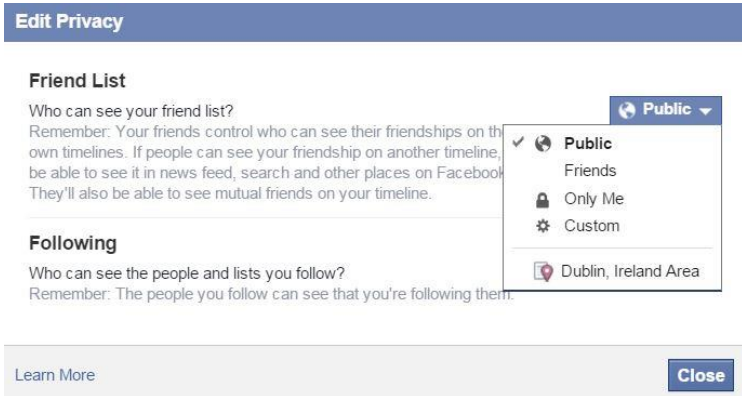 Edit Privacy
Friend List
Who can see your friend list?
Public
Remember: Your friends control who can see their friendships on
own timelines. If people can see your friendship on another timeline,
be able to see it in news feed, search and other places on
They'll also be able to see mutual friends on your timeline.
Public
Friends
Only Me
Custom
Dublin, Ireland Area
Following
Who can see the people and lists you follow?
Remember: The people you follow can see that you're following them.
Learn More
Close